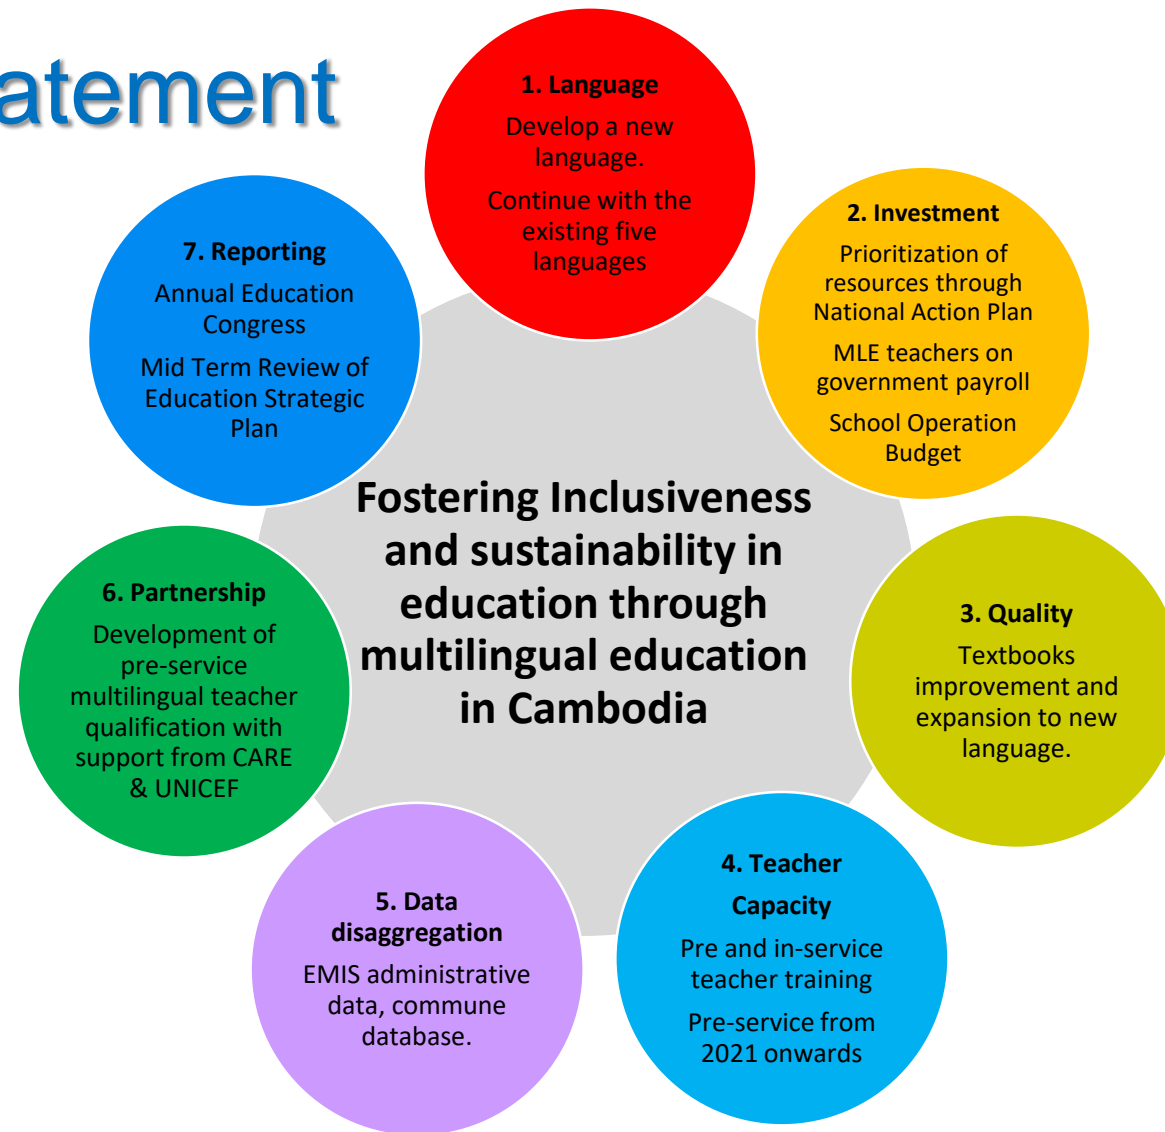 atement
1. Language
Develop a new
language.
Continue with the
existing five
languages
2. Investment
Prioritization of
resources through
National Action Plan
MLE teachers on
government payroll
School Operation
Budget
3. Quality
Textbooks
improvement and
expansion to new
language.
4. Teacher
Capacity
Pre and in-service
teacher training
Pre-service from
2021 onwards
5. Data
disaggregation
EMIS administrative
data, commune
database.
6. Partnership
Development of
pre-service
multilingual teacher
qualification with
support from CARE
& UNICEF
7. Reporting
Annual Education
Congress
Mid Term Review of
Education Strategic
Plan
Fostering Inclusiveness
and sustainability in
education through
multilingual education
in Cambodia